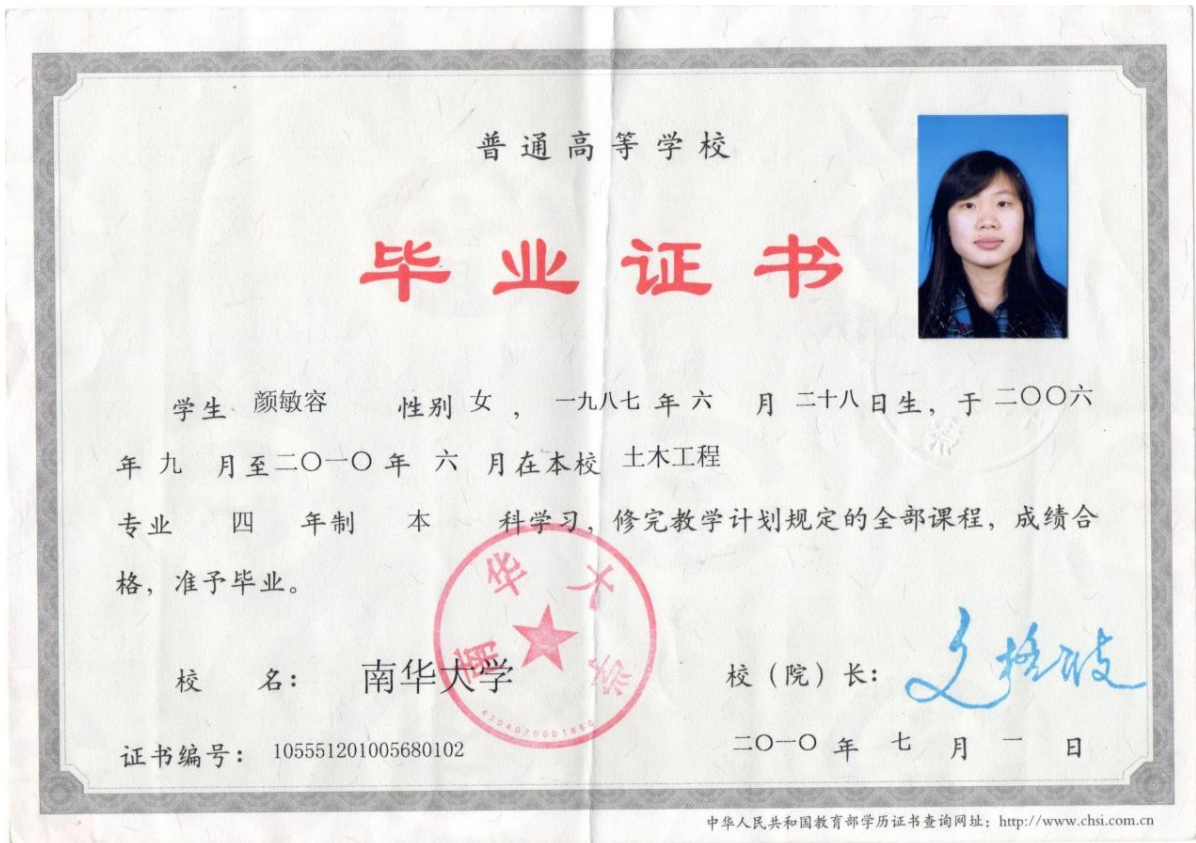 普通高等学校
毕业证书
学生 颜敏容 性别 女 ， 一九八七 年 六 月 二十八 日生，于 二〇〇六
年 九 月至 二〇一〇 年 六 月在本校 土木工程
专业 四 年制 本 科学习，修完教学计划规定的全部课程，成绩合
格，准予毕业。
南华大学
校 名： 南华大学 校（院）长：
证书编号： 105551201005680102 二〇一〇 年 七 月 一 日
中华人民共和国教育部学历证书查询网址：http://www.chsi.com.cn